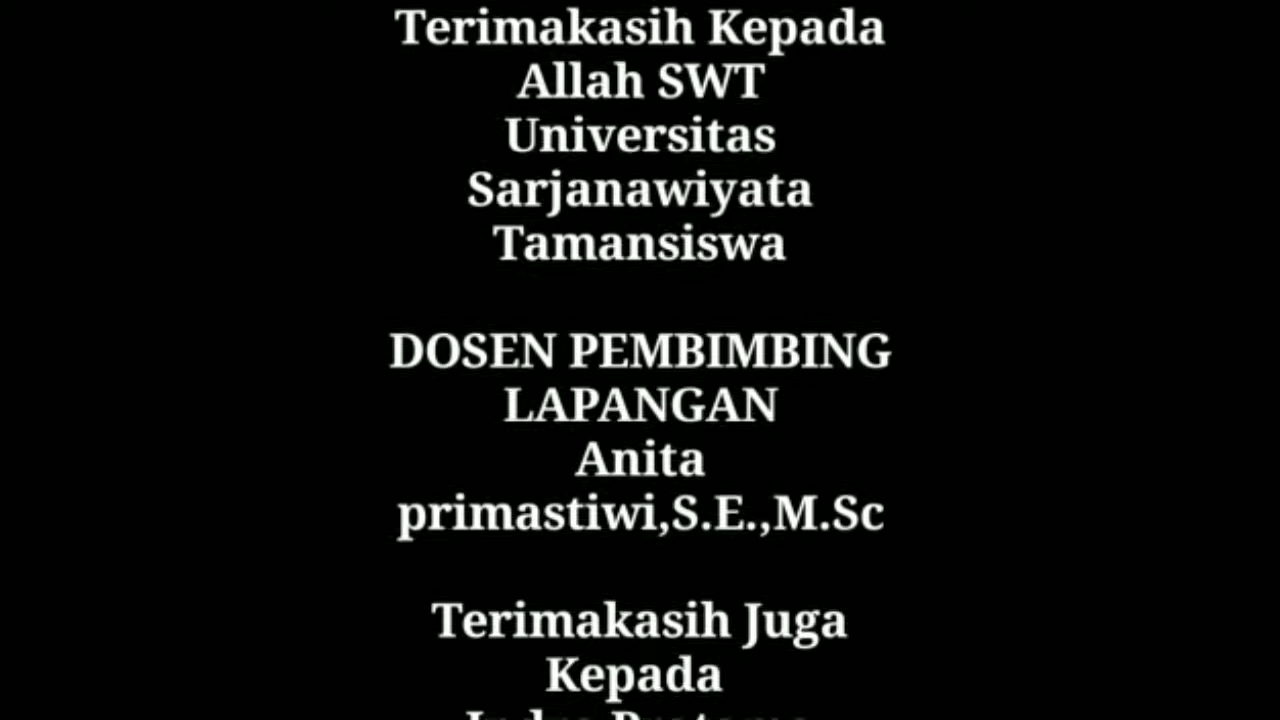 Terimakasih Kepada
Allah SWT
Universitas
Sarjanawiyata
Tamansiswa
DOSEN PEMBIMBING
LAPANGAN
Anita
primastiwi,S.E.,M.Sc
Terimakasih Juga
Kepada